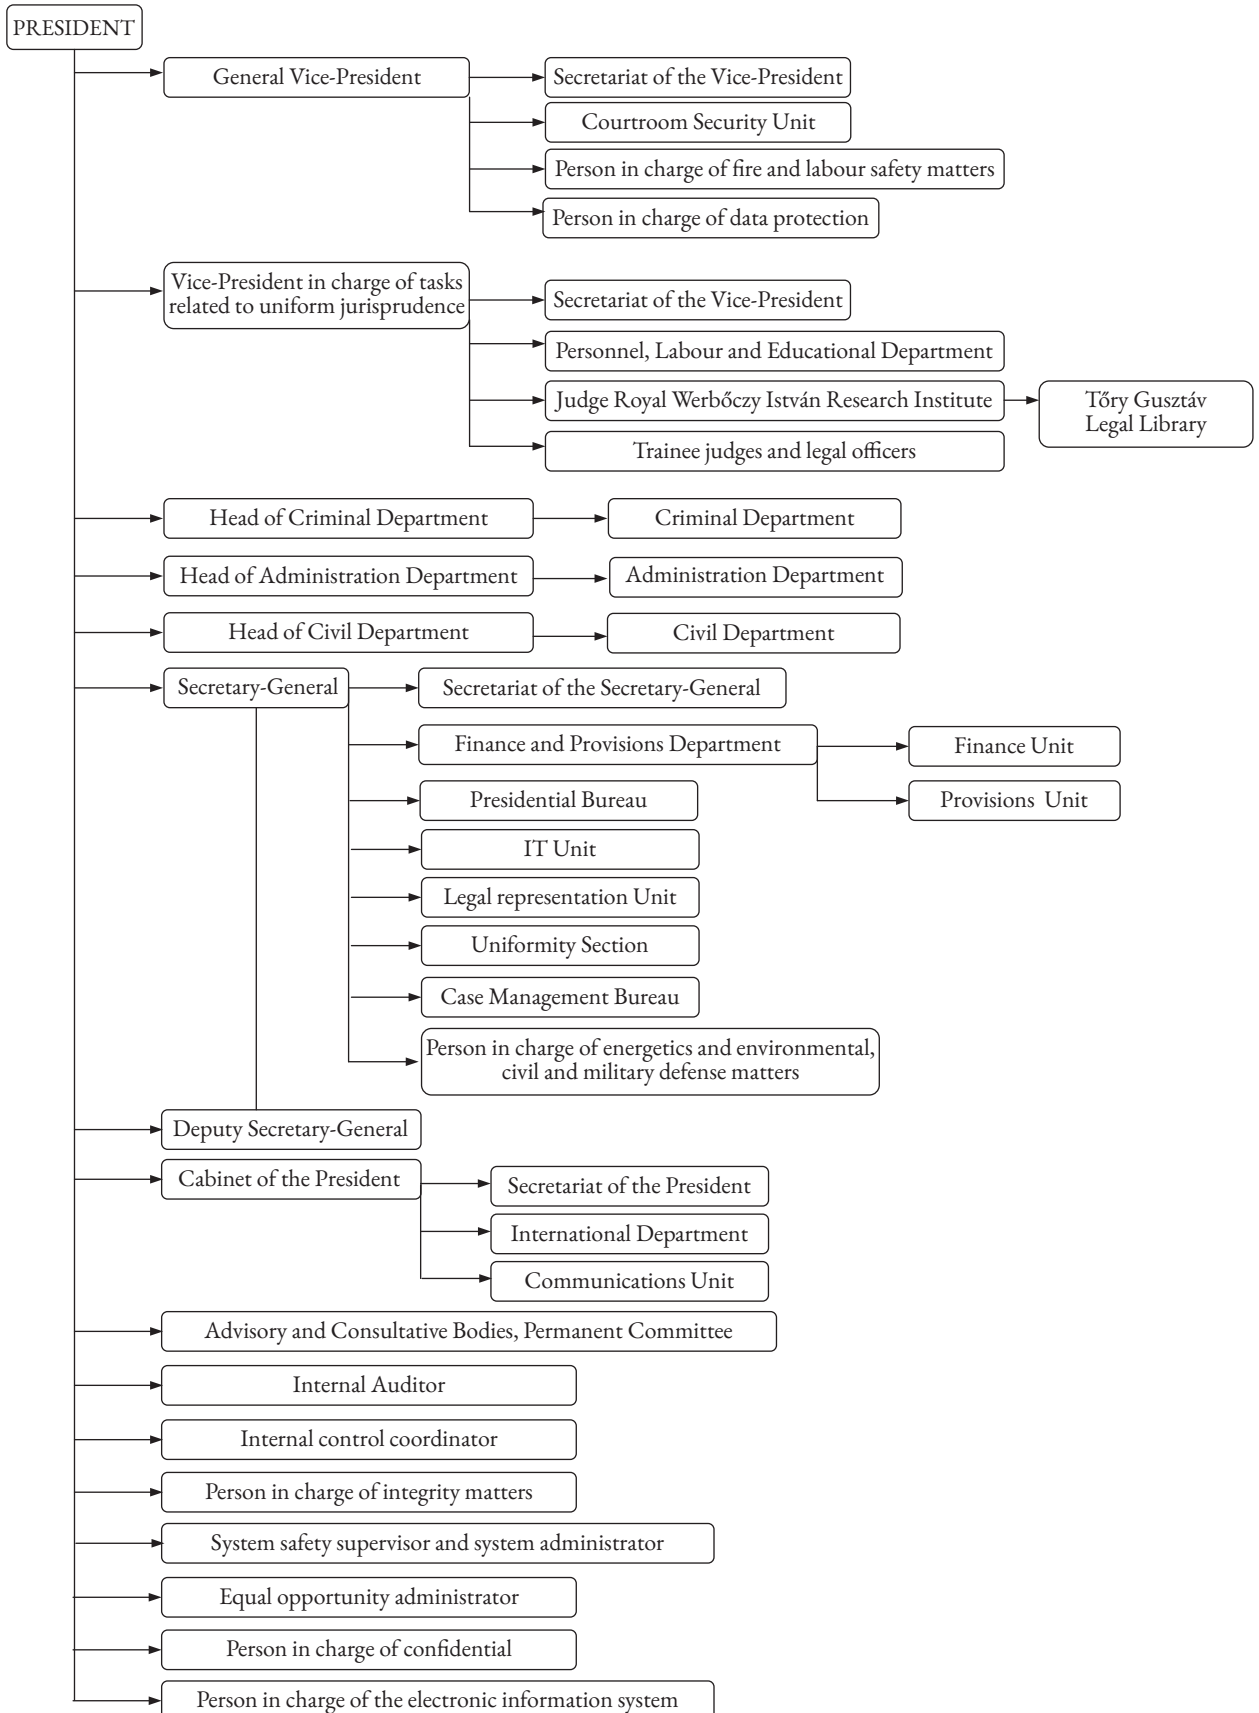 PRESIDENT
General Vice-President
Secretariat of the Vice-President
Courtroom Security Unit
Person in charge of fire and labour safety matters
Person in charge of data protection
Vice-President in charge of tasks
related to uniform jurisprudence
Secretariat of the Vice-President
Personnel, Labour and Educational Department
Judge Royal Werbőczy István Research Institute
Tőry Gusztáv
Legal Library
Trainee judges and legal officers
Head of Criminal Department
Criminal Department
Head of Administration Department
Administration Department
Head of Civil Department
Civil Department
Secretary-General
Secretariat of the Secretary-General
Finance and Provisions Department
Finance Unit
Provisions Unit
Presidential Bureau
IT Unit
Legal representation Unit
Uniformity Section
Case Management Bureau
Person in charge of energetics and environmental,
civil and military defense matters
Deputy Secretary-General
Cabinet of the President
Secretariat of the President
International Department
Communications Unit
Advisory and Consultative Bodies, Permanent Committee
Internal Auditor
Internal control coordinator
Person in charge of integrity matters
System safety supervisor and system administrator
Equal opportunity administrator
Person in charge of confidential
Person in charge of the electronic information system